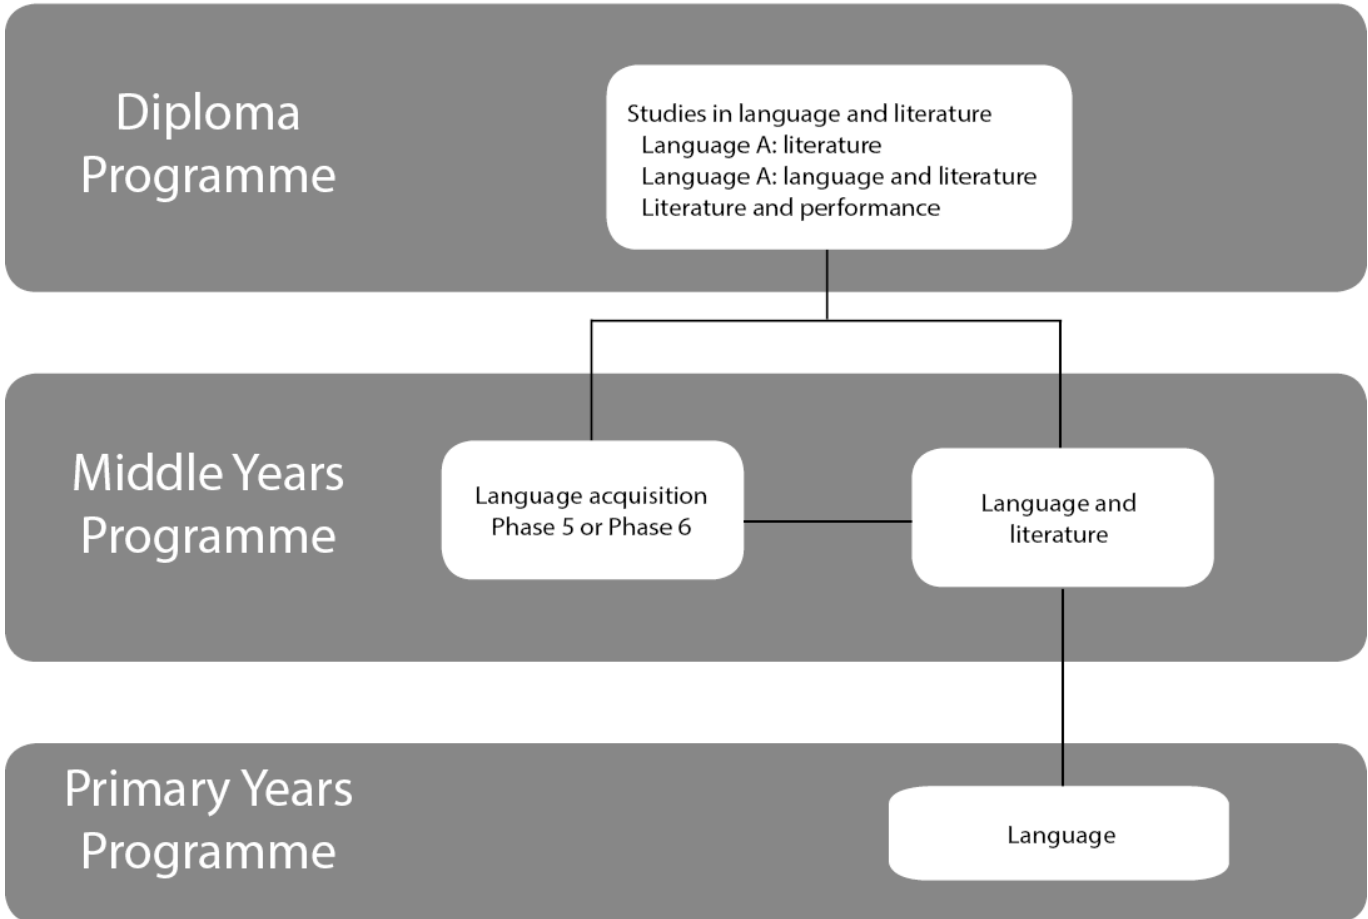 Diploma
Programme
Studies in language and literature
Language A: literature
Language A: language and literature
Literature and performance
Middle Years
Programme
Language acquisition
Phase 5 or Phase 6
Language and
literature
Primary Years
Programme
Language